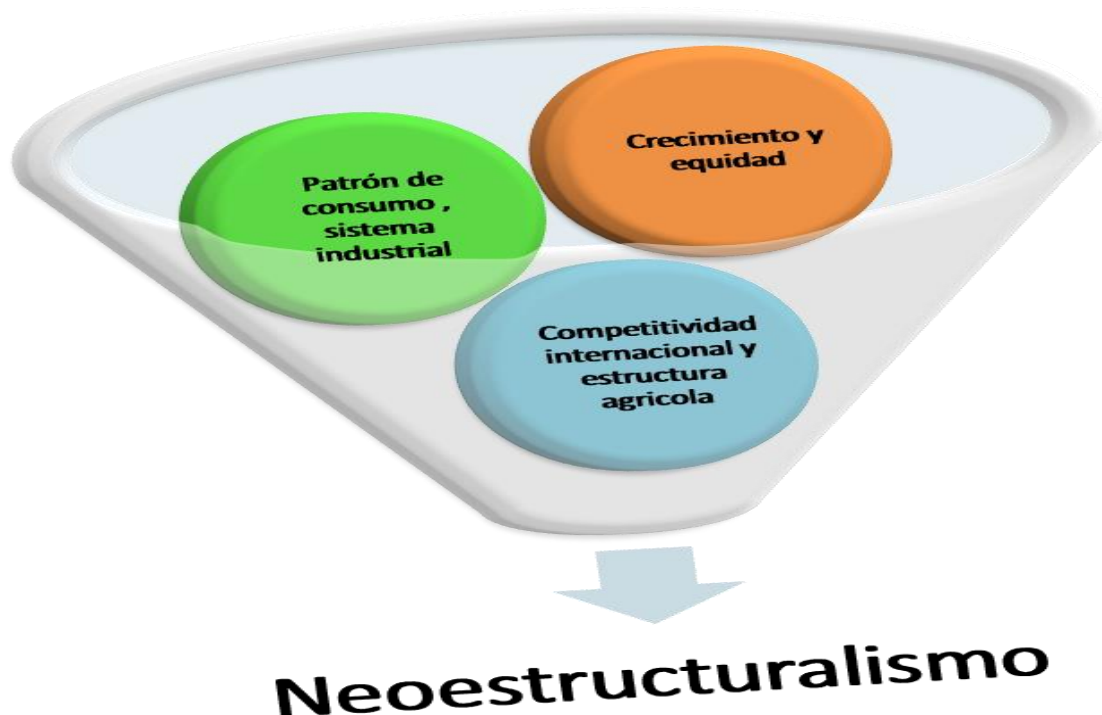 Crecimiento y
equidad
Patrón de
consumo ,
sistema
industrial
Competitividad
internacional y
estructura
agricola
Neoestructuralismo